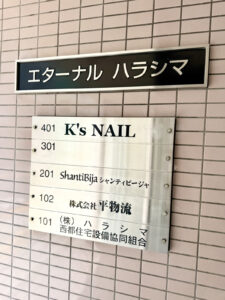 エターナル ハラシマ
401 K's NAIL
301
201 ShantiBija シャンティビージャ
102 株式会社 平物流
101 (株) ハラシマ
西都住宅設備協同組合